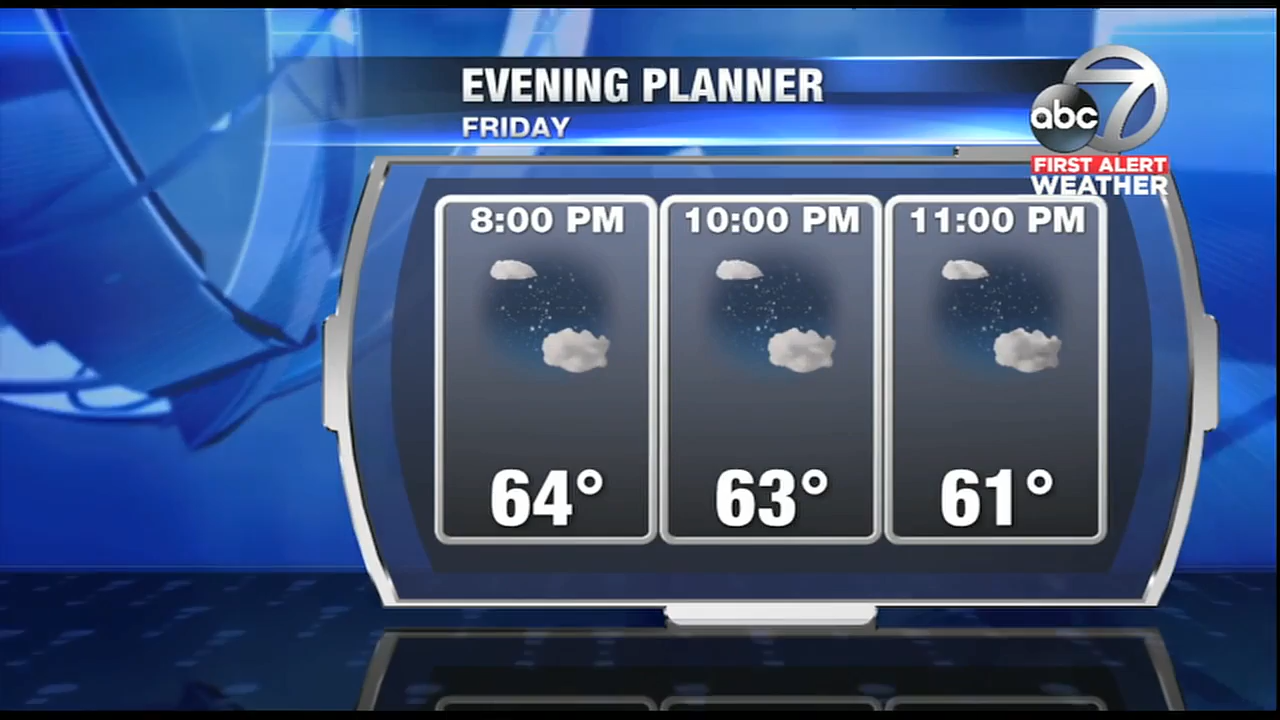 EVENING PLANNER
FRIDAY
abc 7
FIRST ALERT
WEATHER
8:00 PM
10:00 PM
11:00 PM
64°
63°
61°